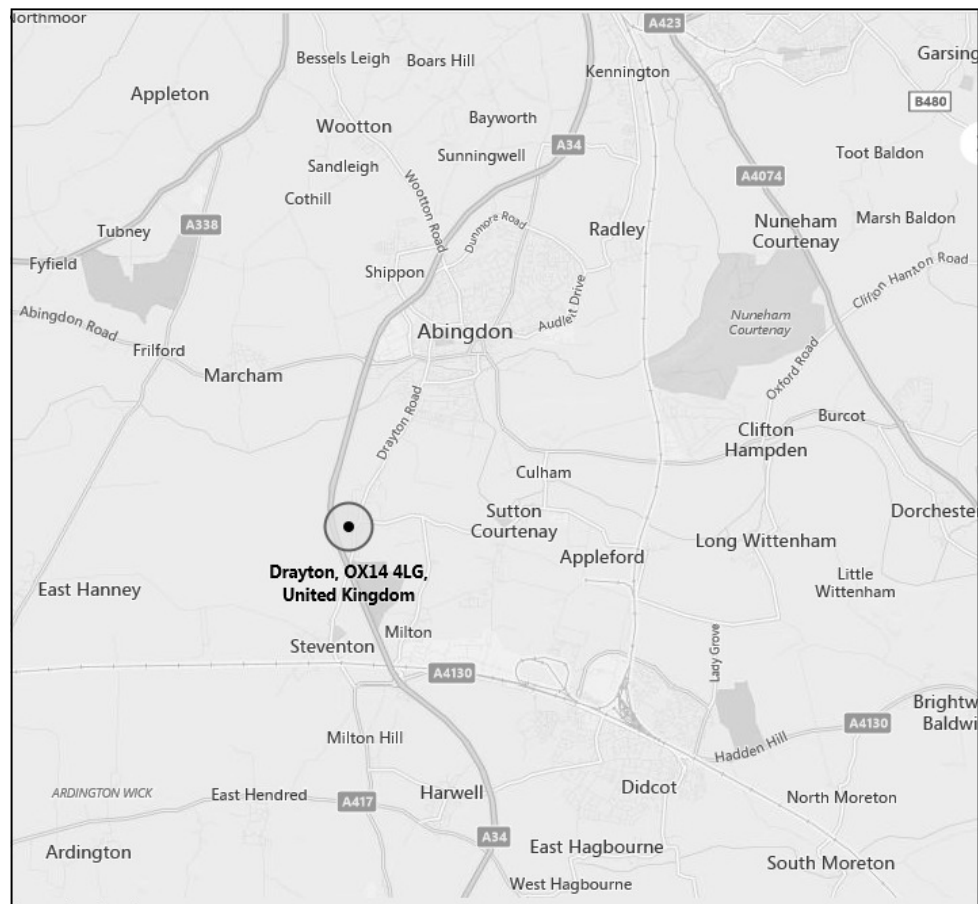 Northmoor
A423
Bessels Leigh
Boars Hill
Garsing
Kennington
Appleton
B480
Wootton
Bayworth
A34
Sunningwell
Toot Baldon
Sandleigh
A4074
Cothill
Wootton Road
Dunmore Road
Nuneham
Courtenay
Marsh Baldon
A338
Tubney
Radley
Fyfield
Shippon
Clifton Hampton Road
Abingdon Road
Audlett Drive
Nuneham
Courtenay
Abingdon
Frilford
Marcham
Oxford Road
Drayton Road
Burcot
Clifton
Hampden
Culham
Sutton
Courtenay
Dorchester
Long Wittenham
Appleford
Drayton, OX14 4LG,
United Kingdom
East Hanney
Little
Wittenham
Milton
Steventon
Lady Grove
A4130
Brightw
Baldwi
A4130
Hadden Hill
Milton Hill
Didcot
ARDINGTON WICK
East Hendred
A417
Harwell
North Moreton
A34
East Hagbourne
Ardington
South Moreton
West Hagbourne